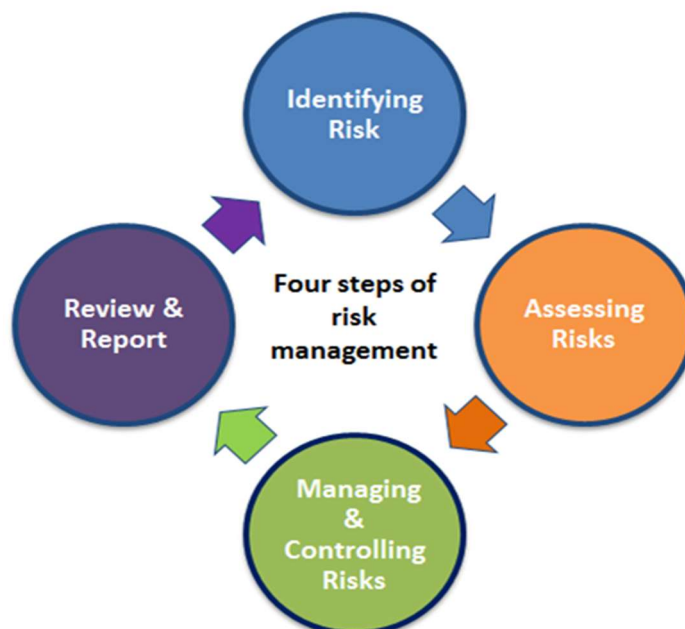 Identifying
Risk
Assessing
Risks
Managing
&
Controlling
Risks
Review &
Report
Four steps of
risk
management